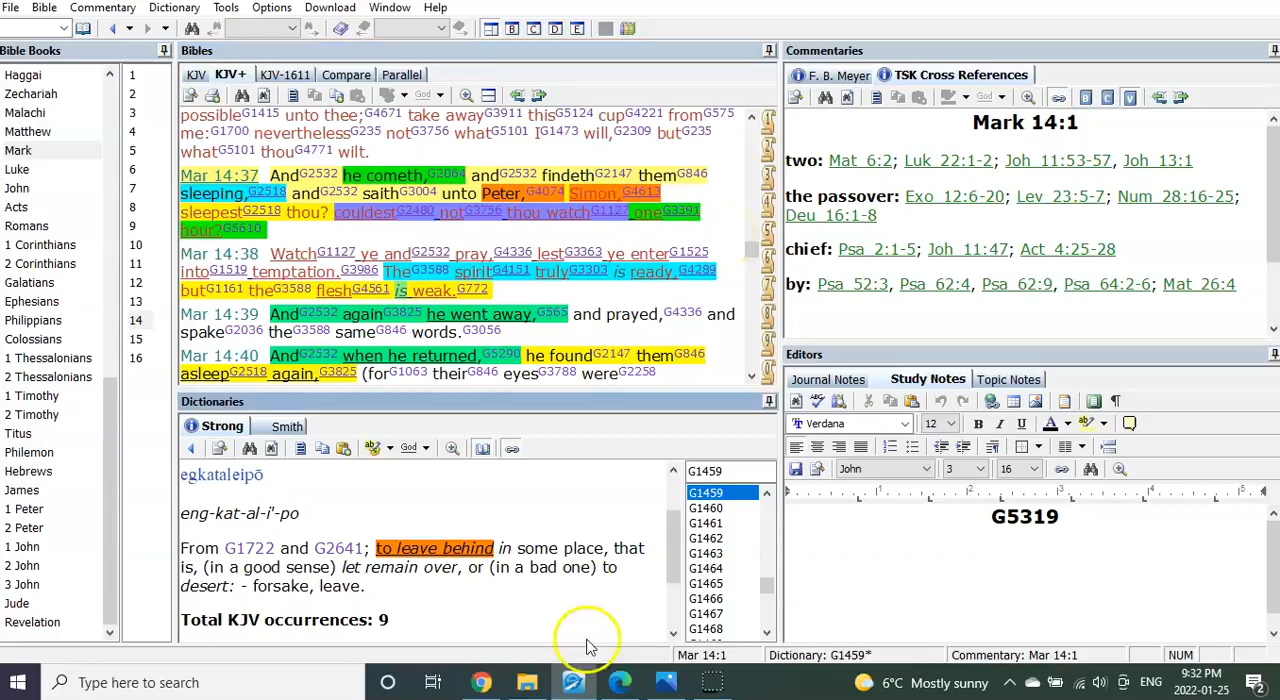 File Bible Commentary Dictionary Tools Options Download Window Help
B C D E
Bible Books
Haggai
Zechariah
Malachi
Matthew
Mark
Luke
John
Acts
Romans
1 Corinthians
2 Corinthians
Galatians
Ephesians
Philippians
Colossians
1 Thessalonians
2 Thessalonians
1 Timothy
2 Timothy
Titus
Philemon
Hebrews
James
1 Peter
2 Peter
1 John
2 John
3 John
Jude
Revelation
1
2
3
4
5
6
7
8
9
10
11
12
13
14
15
16
Bibles
KJV KJV+ KJV-1611 Compare Parallel
God
possibleG1415 unto thee;G4671 take awayG3911 thisG5124 cupG4221 fromG575
me:G1700 neverthelessG235 notG3756 whatG5101 IG1473 will,G2309 butG235
whatG5101 thouG4771 wilt.
Mar 14:37 AndG2532 he cometh,G2064 andG2532 findethG2147 themG846
sleeping,G2518 andG2532 saithG3004 unto Peter,G4074 Simon,G4613
sleepestG2518 thou? couldestG2480 notG3756 thou watchG1127 oneG3391
hour?G5610
Mar 14:38 WatchG1127 ye andG2532 pray,G4336 lestG3363 ye enterG1525
intoG1519 temptation.G3986 TheG3588 spiritG4151 trulyG3303 is ready,G4289
butG1161 theG3588 fleshG4561 is weak.G772
Mar 14:39 AndG2532 againG3825 he went away,G565 and prayed,G4336 and
spakeG2036 theG3588 sameG846 words.G3056
Mar 14:40 AndG2532 when he returned,G5290 he foundG2147 themG846
asleepG2518 again,G3825 (forG1063 theirG846 eyesG3788 wereG2258
Dictionaries
Strong Smith
God
egkataleipō
eng-kat-al-i'-po
From G1722 and G2641; to leave behind in some place, that
is, (in a good sense) let remain over, or (in a bad one) to
desert: - forsake, leave.
Total KJV occurrences: 9
G1459
G1459
G1460
G1461
G1462
G1463
G1464
G1465
G1466
G1467
G1468
Commentaries
F. B. Meyer TSK Cross References
God B C V
Mark 14:1
two: Mat 6:2; Luk 22:1-2; Joh 11:53-57, Joh 13:1
the passover: Exo 12:6-20; Lev 23:5-7; Num 28:16-25;
Deu 16:1-8
chief: Psa 2:1-5; Joh 11:47; Act 4:25-28
by: Psa 52:3, Psa 62:4, Psa 62:9, Psa 64:2-6; Mat 26:4
Editors
Journal Notes Study Notes Topic Notes
Verdana 12 B I U A
John 3 16
1 2 3 4 5
G5319
Mar 14:1 Dictionary: G1459* Commentary: Mar 14:1 NUM
Type here to search
6°C Mostly sunny ENG
9:32 PM
2022-01-25
2